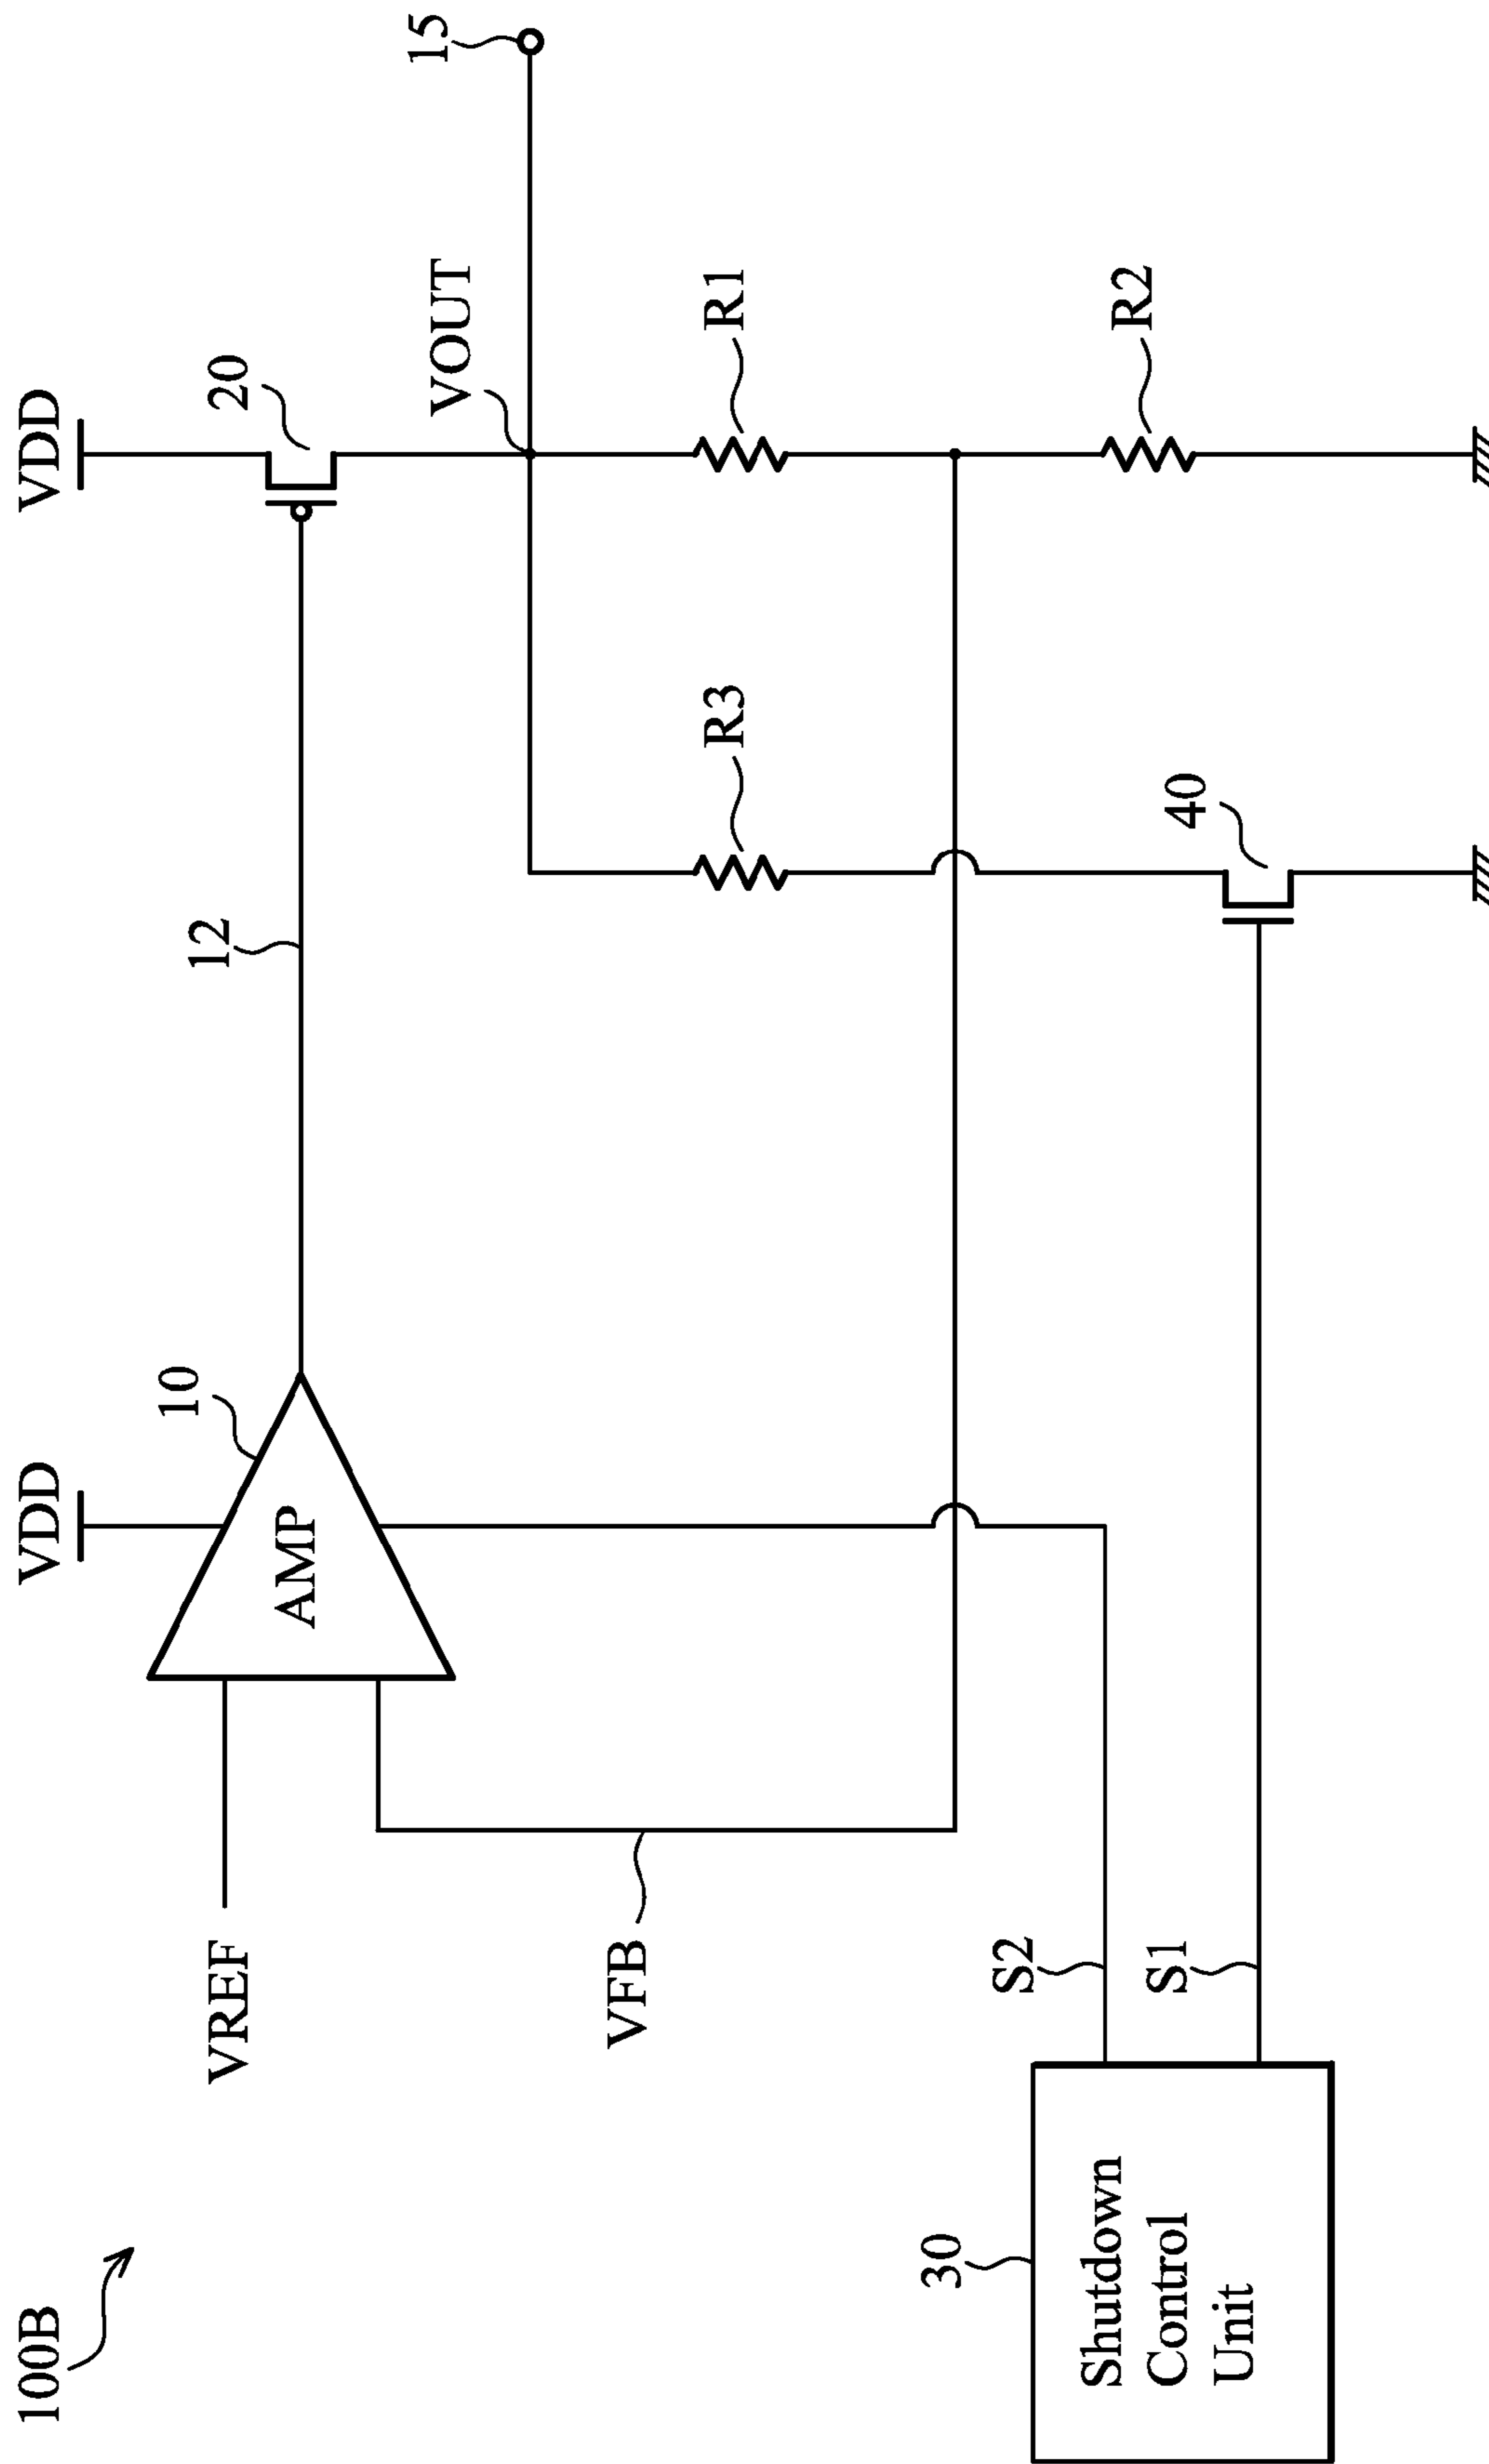 100B
VDD
VDD
10
20
VREF
AMP
12
VOUT
15
VFB
R3
R1
30
S2
S1
40
R2
Shutdown
Control
Unit